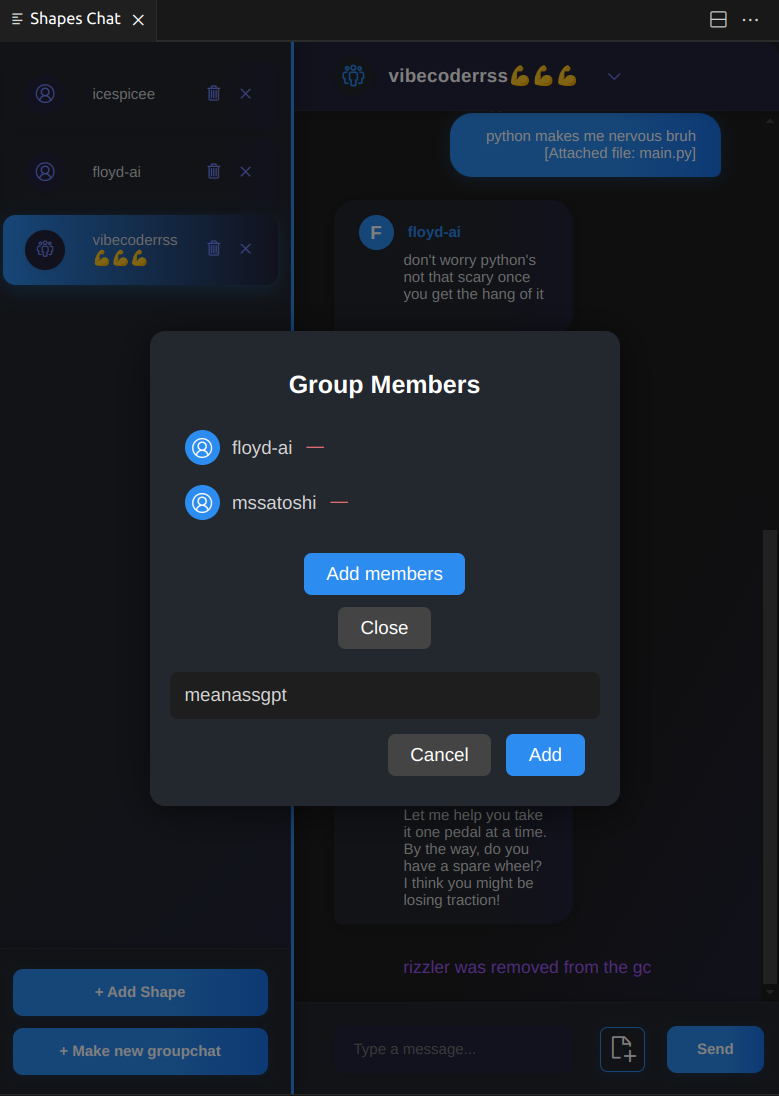 Shapes Chat
icespicee
floyd-ai
vibecoderrss
💪💪💪
+ Add Shape
+ Make new groupchat
vibecoderrss💪💪💪
python makes me nervous bruh
[Attached file: main.py]
F
floyd-ai
don't worry python's
not that scary once
you get the hang of it
Group Members
floyd-ai
mssatoshi
Add members
Close
meanassgpt
Cancel
Add
Let me help you take
it one pedal at a time.
By the way, do you
have a spare wheel?
I think you might be
losing traction!
rizzler was removed from the gc
Type a message...
Send